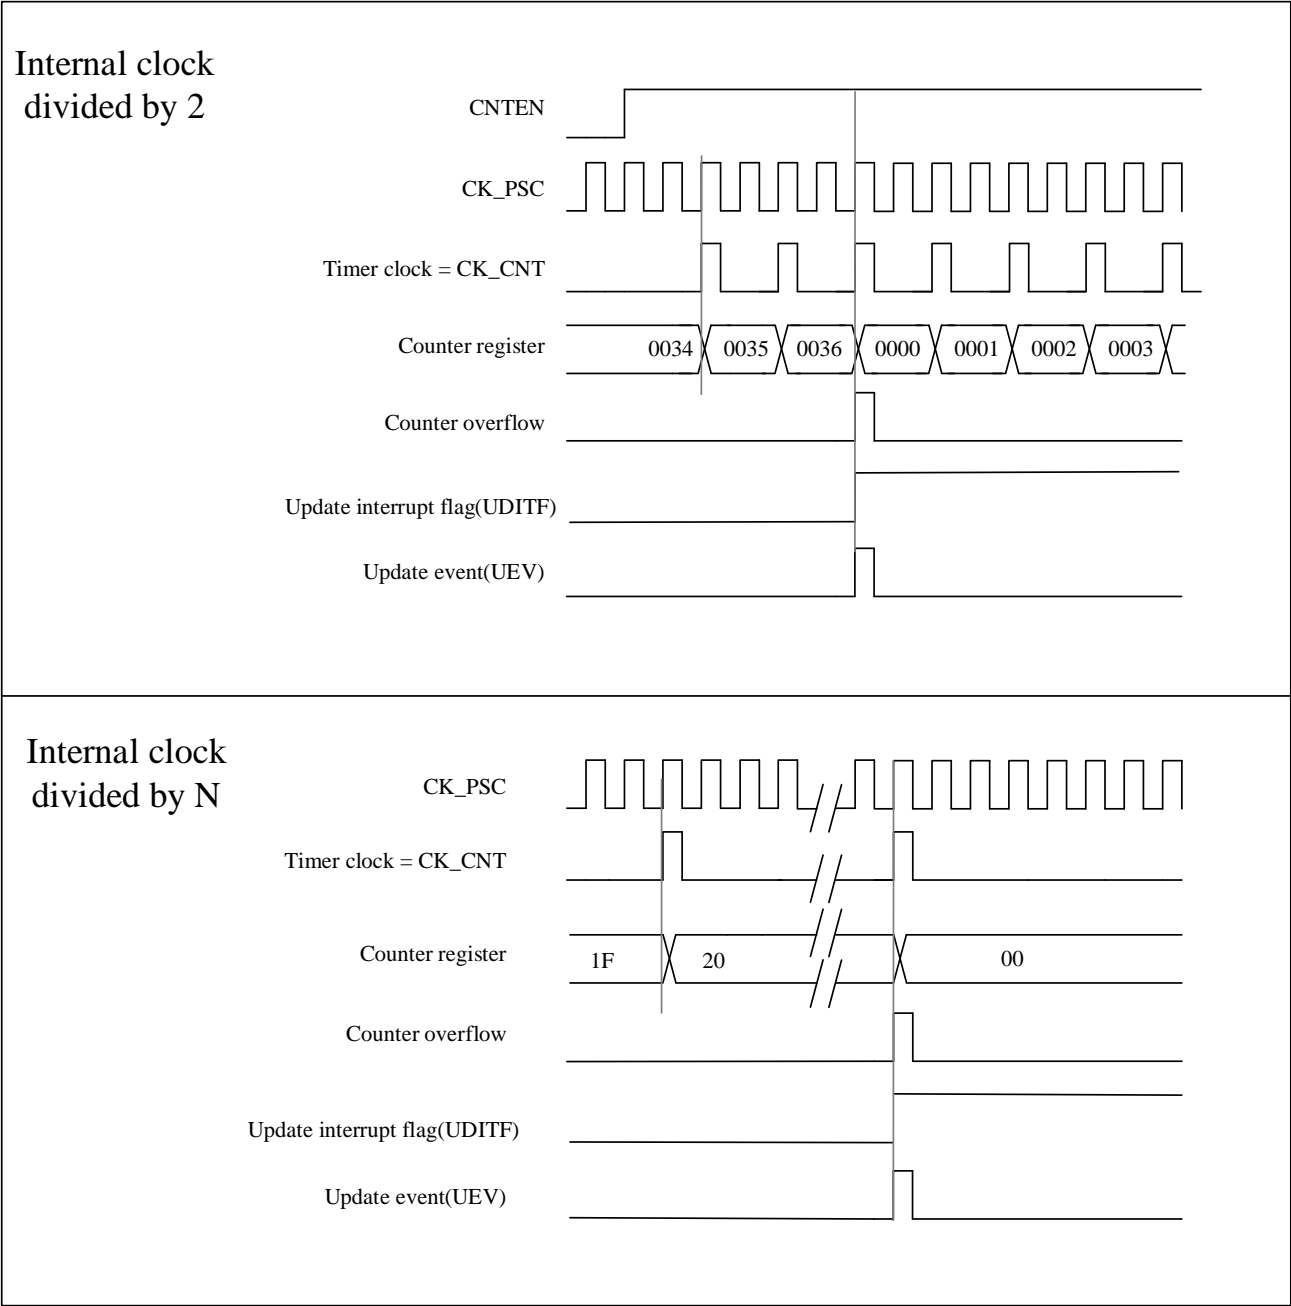 Internal clock
divided by 2
CNTEN
CK_PSC
Timer clock = CK_CNT
Counter register
0034 0035 0036 0000 0001 0002 0003
Counter overflow
Update interrupt flag(UDITF)
Update event(UEV)
Internal clock
divided by N
CK_PSC
Timer clock = CK_CNT
Counter register
1F 20 00
Counter overflow
Update interrupt flag(UDITF)
Update event(UEV)